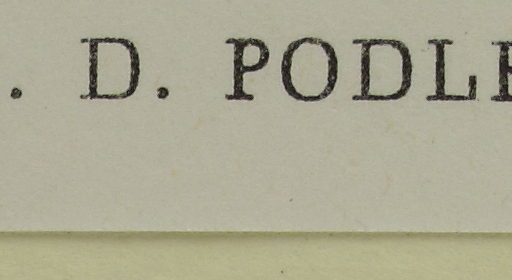 . D. PODL